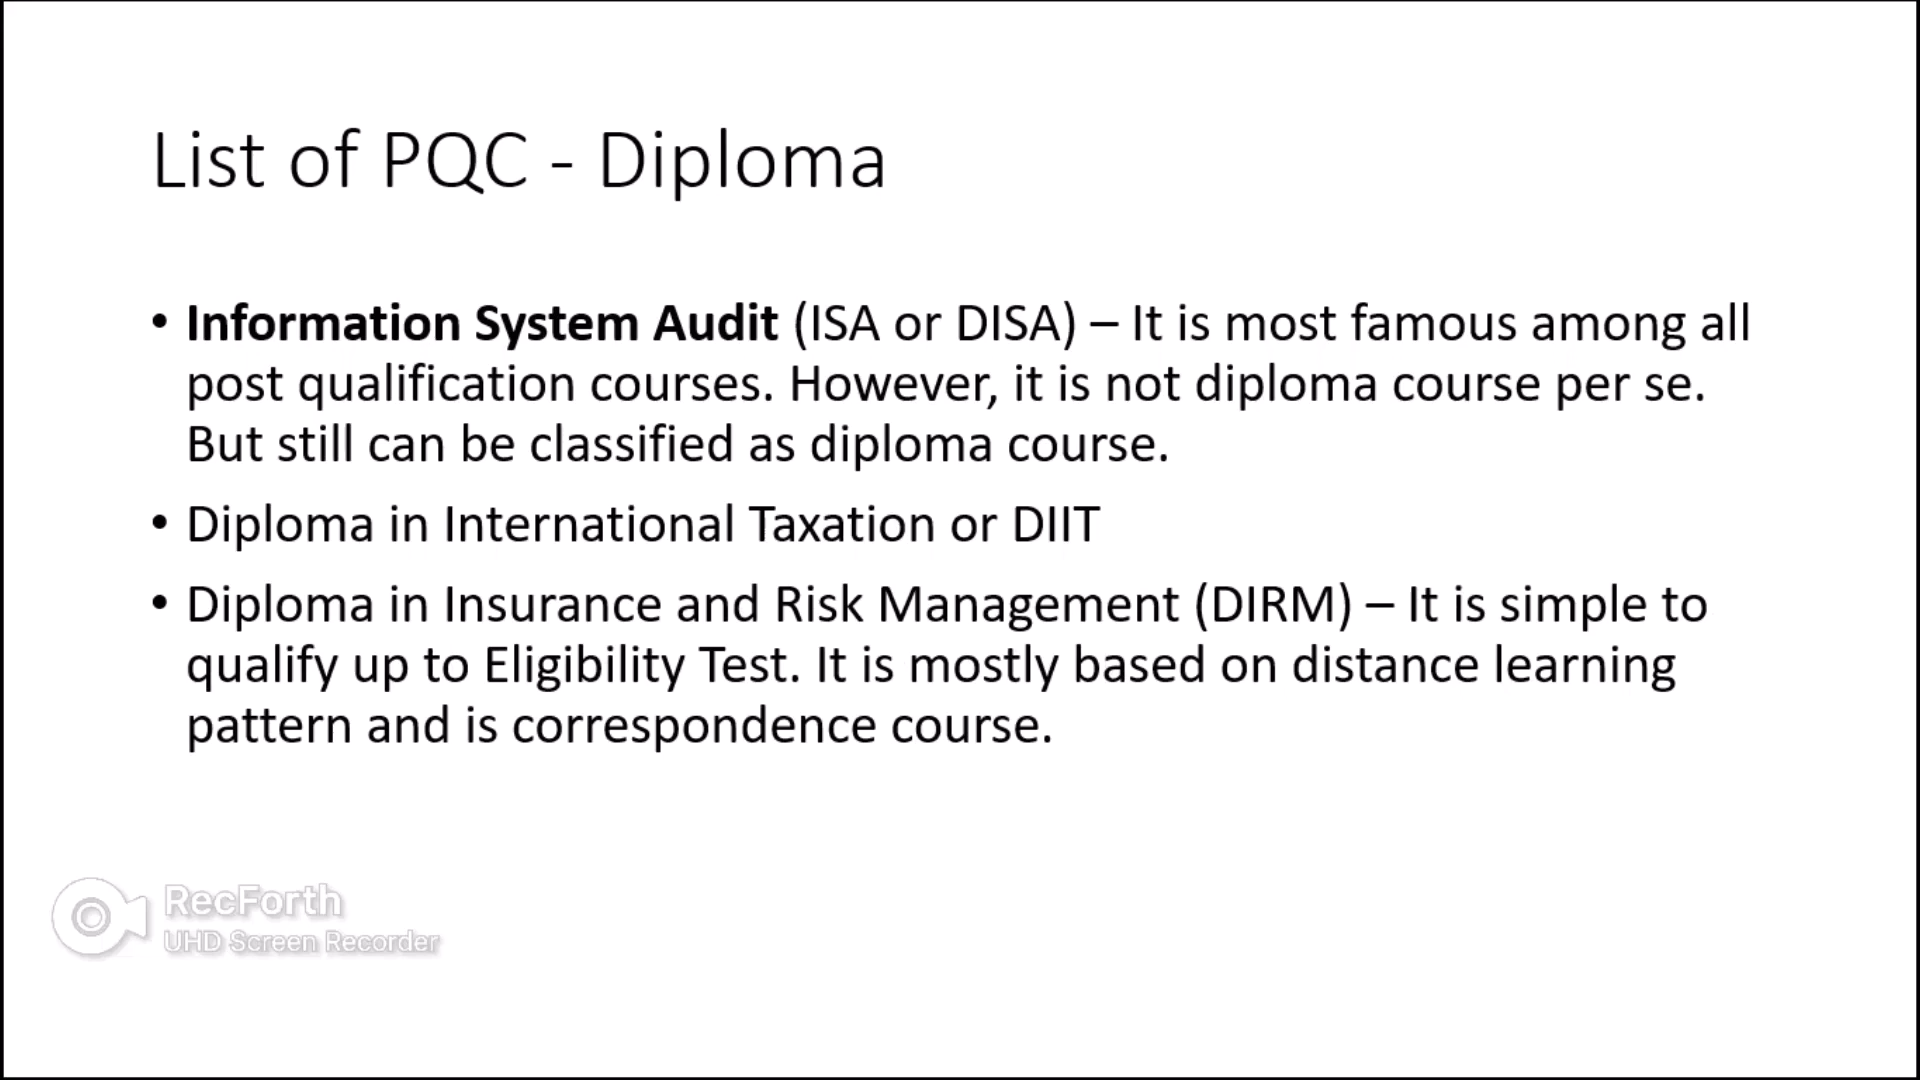 List of PQC - Diploma
• Information System Audit (ISA or DISA) – It is most famous among all
post qualification courses. However, it is not diploma course per se.
But still can be classified as diploma course.
• Diploma in International Taxation or DIIT
• Diploma in Insurance and Risk Management (DIRM) – It is simple to
qualify up to Eligibility Test. It is mostly based on distance learning
pattern and is correspondence course.
RecForth
UHD Screen Recorder